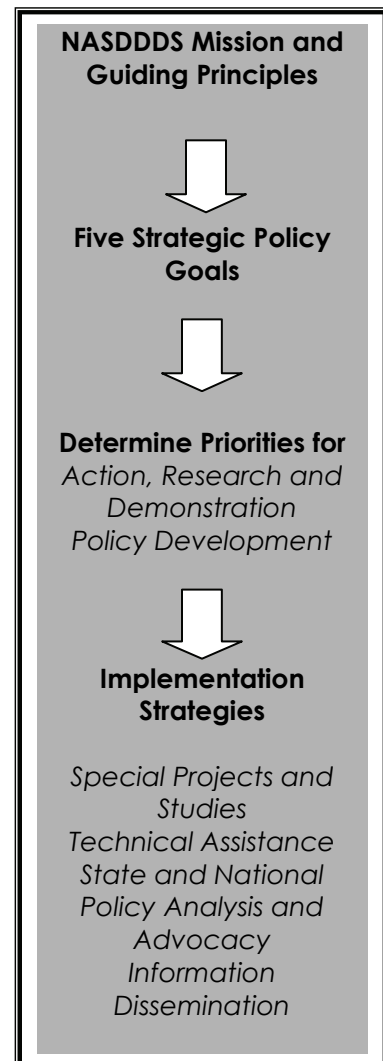 NASDDDS Mission and
Guiding Principles
Five Strategic Policy
Goals
Determine Priorities for
Action, Research and
Demonstration
Policy Development
Implementation
Strategies
Special Projects and
Studies
Technical Assistance
State and National
Policy Analysis and
Advocacy
Information
Dissemination